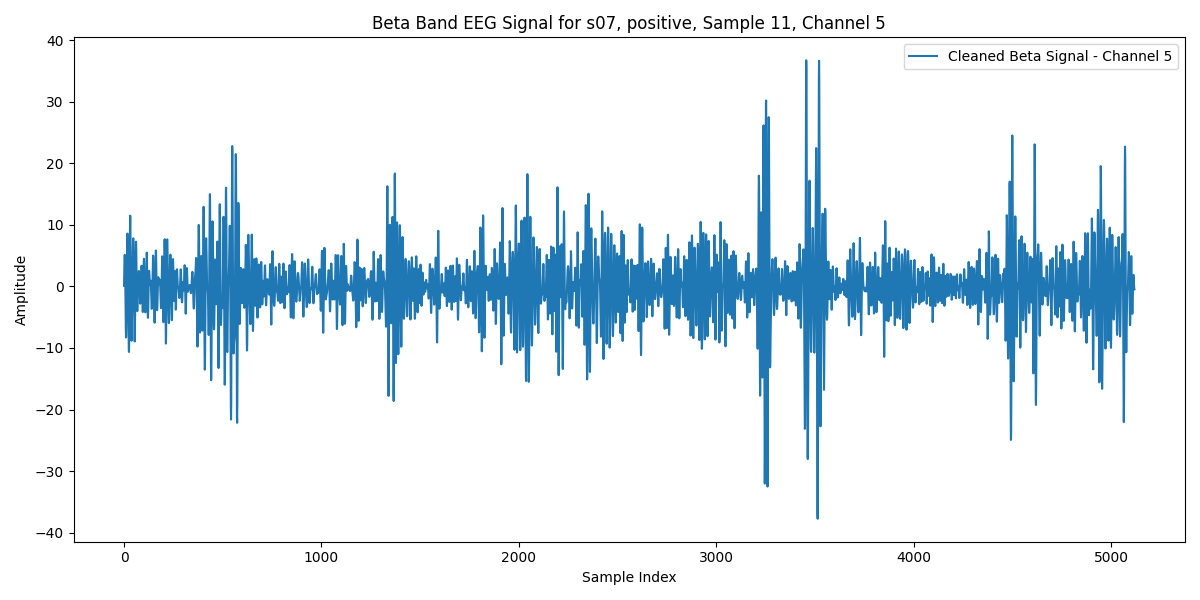 Beta Band EEG Signal for s07, positive, Sample 11, Channel 5
Cleaned Beta Signal - Channel 5
Amplitude
40
30
20
10
0
−10
−20
−30
−40
0 1000 2000 3000 4000 5000
Sample Index